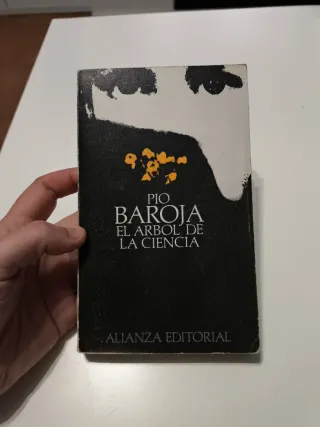 PIO
BAROJA
EL ARBOL DE
LA CIENCIA
ALIANZA EDITORIAL